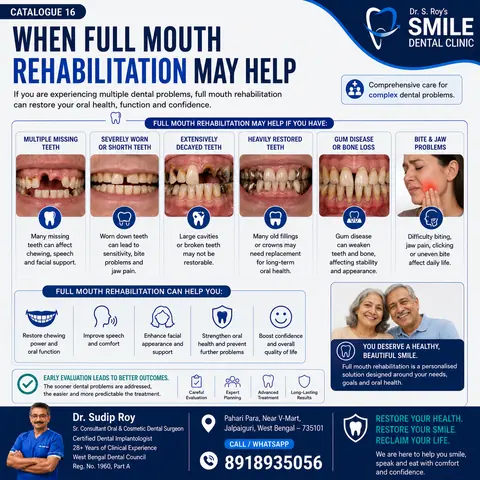 CATALOGUE 16
Dr. S. Roy's
SMILE
DENTAL CLINIC
WHEN FULL MOUTH
REHABILITATION MAY HELP
If you are experiencing multiple dental problems, full mouth rehabilitation
can restore your oral health, function and confidence.
Comprehensive care for
complex dental problems.
FULL MOUTH REHABILITATION MAY HELP IF YOU HAVE:
MULTIPLE MISSING
TEETH
Many missing
teeth can affect
chewing, speech
and facial support.
SEVERELY WORN
OR SHORTH TEETH
Worn down teeth
can lead to
sensitivity, bite
problems and
jaw pain.
EXTENSIVELY
DECAYED TEETH
Large cavities
or broken teeth
may not be
restorable.
HEAVILY RESTORED
TEETH
Many old fillings
or crowns may
need replacement
for long-term
oral health.
GUM DISEASE
OR BONE LOSS
Gum disease
can weaken
teeth and bone,
affecting stability
and appearance.
BITE & JAW
PROBLEMS
Difficulty biting,
jaw pain, clicking
or uneven bite
affect daily life.
FULL MOUTH REHABILITATION CAN HELP YOU:
Restore chewing
power and
oral function
Improve speech
and comfort
Enhance facial
appearance and
support
Strengthen oral
health and prevent
further problems
Boost confidence
and overall
quality of life
YOU DESERVE A HEALTHY,
BEAUTIFUL SMILE.
Full mouth rehabilitation is a personalised
solution designed around your needs,
goals and oral health.
EARLY EVALUATION LEADS TO BETTER OUTCOMES.
The sooner dental problems are addressed,
the easier and more predictable the treatment.
Careful
Evaluation
Expert
Planning
Advanced
Treatment
Long-Lasting
Results
Dr. Sudip Roy
Sr. Consultant Oral & Cosmetic Dental Surgeon
Certified Dental Implantologist
28+ Years of Clinical Experience
West Bengal Dental Council
Reg. No. 1960, Part A
Pahari Para, Near V-Mart,
Jalpaiguri, West Bengal – 735101
CALL / WHATSAPP
8918935056
RESTORE YOUR HEALTH.
RESTORE YOUR SMILE.
RECLAIM YOUR LIFE.
We are here to help you smile,
speak and eat with comfort
and confidence.